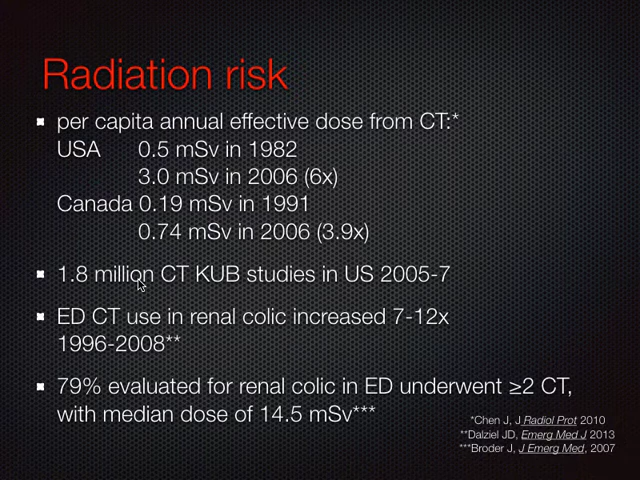 Radiation risk
per capita annual effective dose from CT:*
USA 0.5 mSv in 1982
3.0 mSv in 2006 (6x)
Canada 0.19 mSv in 1991
0.74 mSv in 2006 (3.9x)
1.8 million CT KUB studies in US 2005-7
ED CT use in renal colic increased 7-12x
1996-2008**
79% evaluated for renal colic in ED underwent ≥2 CT,
with median dose of 14.5 mSv***
*Chen J, J Radiol Prot 2010
**Dalziel JD, Emerg Med J 2013
***Broder J, J Emerg Med, 2007